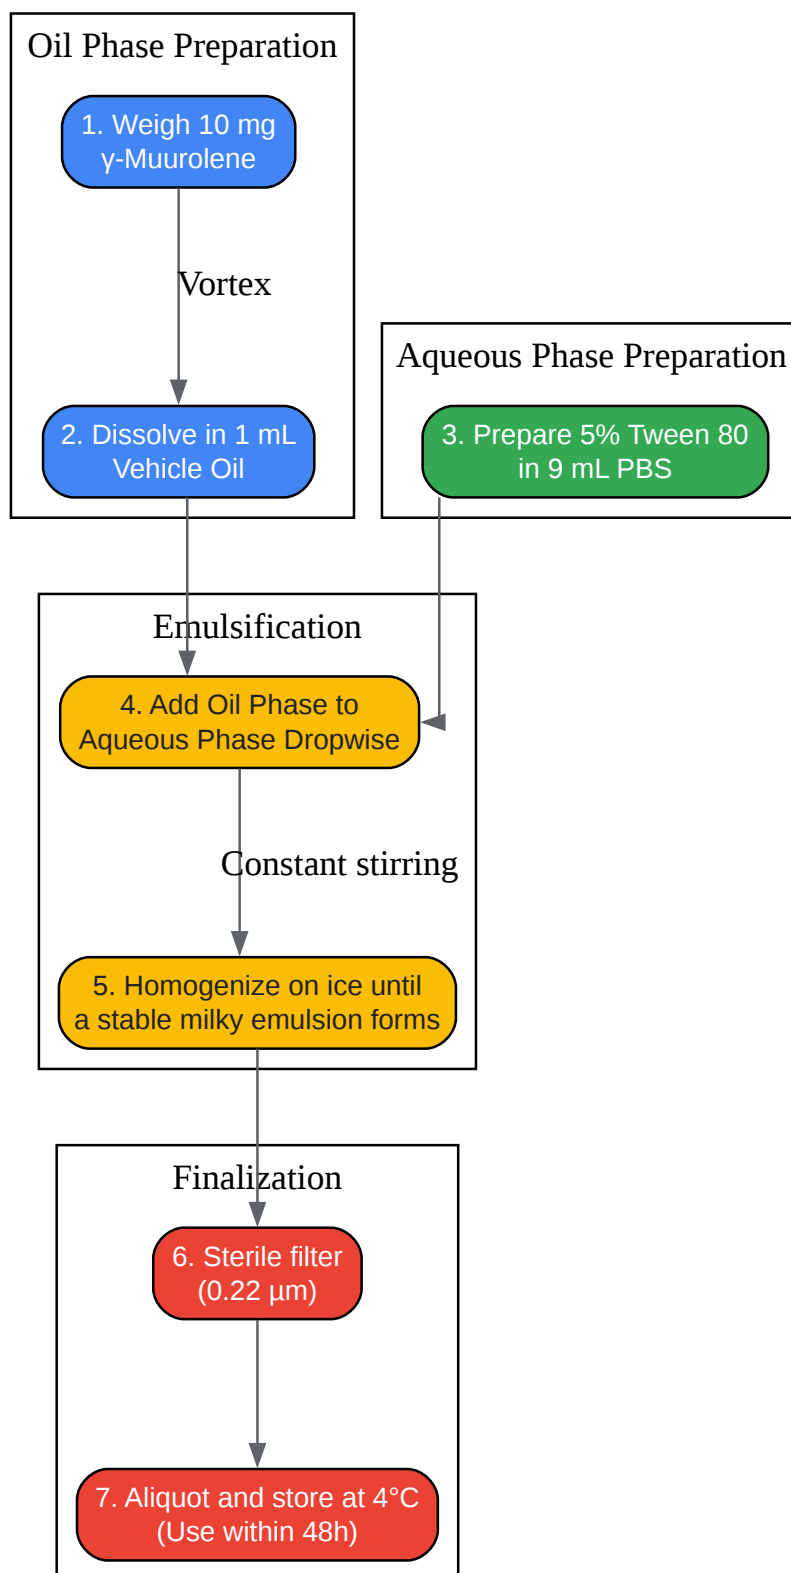 Oil Phase Preparation
1. Weigh 10 mg
γ-Muurolene
Vortex
2. Dissolve in 1 mL
Vehicle Oil
Aqueous Phase Preparation
3. Prepare 5% Tween 80
in 9 mL PBS
Emulsification
4. Add Oil Phase to
Aqueous Phase Dropwise
Constant stirring
5. Homogenize on ice until
a stable milky emulsion forms
Finalization
6. Sterile filter
(0.22 µm)
7. Aliquot and store at 4°C
(Use within 48h)